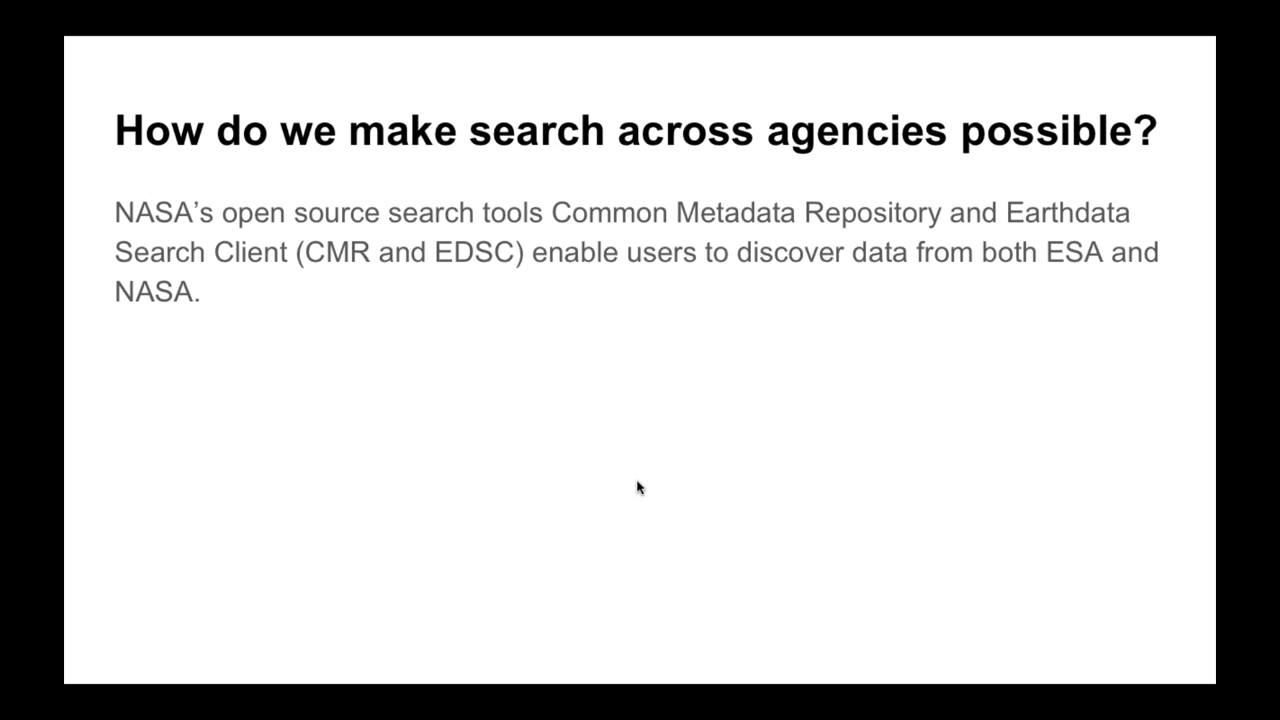 How do we make search across agencies possible?
NASA’s open source search tools Common Metadata Repository and Earthdata
Search Client (CMR and EDSC) enable users to discover data from both ESA and
NASA.